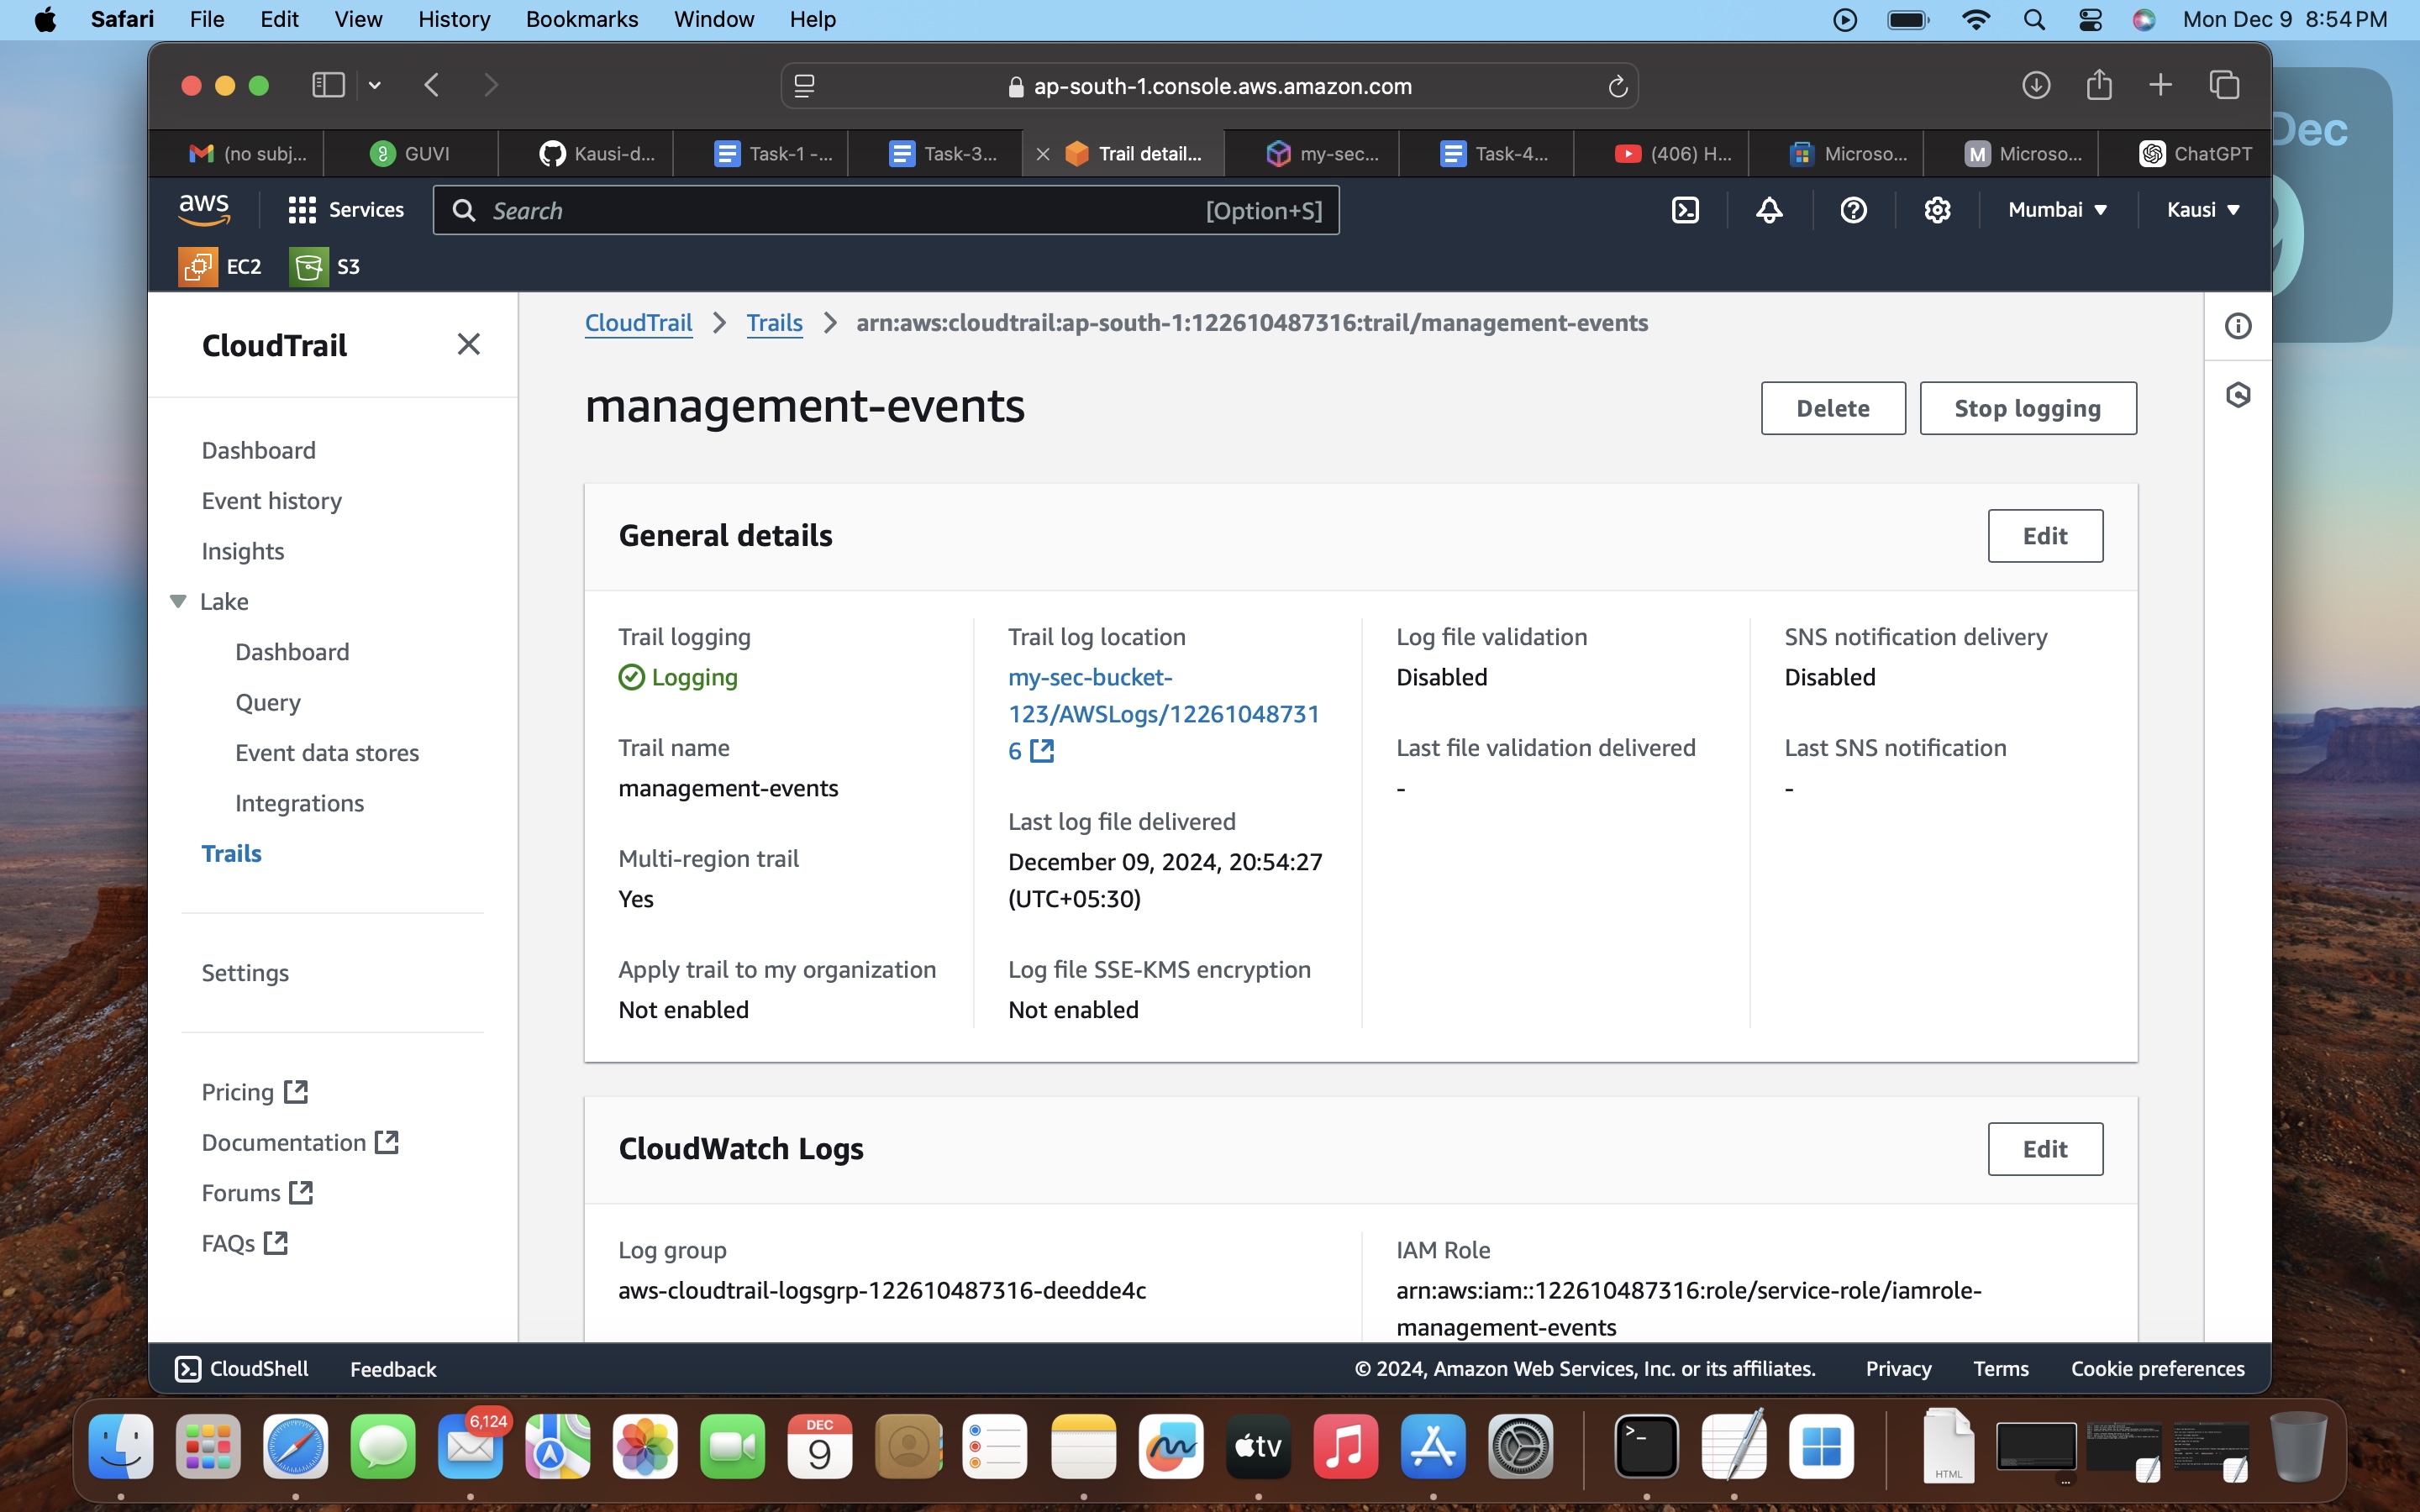 Safari File Edit View History Bookmarks Window Help
Mon Dec 9 8:54 PM
ap-south-1.console.aws.amazon.com
Dec
(no subj... GUVI Kausi-d... Task-1 -... Task-3... Trail detail... my-sec... Task-4... (406) H... Microso... Microso... ChatGPT
aws Services Search [Option+S] Mumbai Kausi
EC2 S3
CloudTrail
Dashboard
Event history
Insights
Lake
Dashboard
Query
Event data stores
Integrations
Trails
Settings
Pricing
Documentation
Forums
FAQs
CloudTrail Trails arn:aws:cloudtrail:ap-south-1:122610487316:trail/management-events
management-events
Delete Stop logging
General details
Edit
Trail logging
Logging
Trail name
management-events
Multi-region trail
Yes
Apply trail to my organization
Not enabled
Trail log location
my-sec-bucket-
123/AWSLogs/12261048731
6
Last log file delivered
December 09, 2024, 20:54:27
(UTC+05:30)
Log file SSE-KMS encryption
Not enabled
Log file validation
Disabled
Last file validation delivered
-
SNS notification delivery
Disabled
Last SNS notification
-
CloudWatch Logs
Edit
Log group
aws-cloudtrail-logsgrp-122610487316-deedde4c
IAM Role
arn:aws:iam::122610487316:role/service-role/iamrole-
management-events
CloudShell Feedback
© 2024, Amazon Web Services, Inc. or its affiliates. Privacy Terms Cookie preferences
6,124
DEC
9
tv
HTML